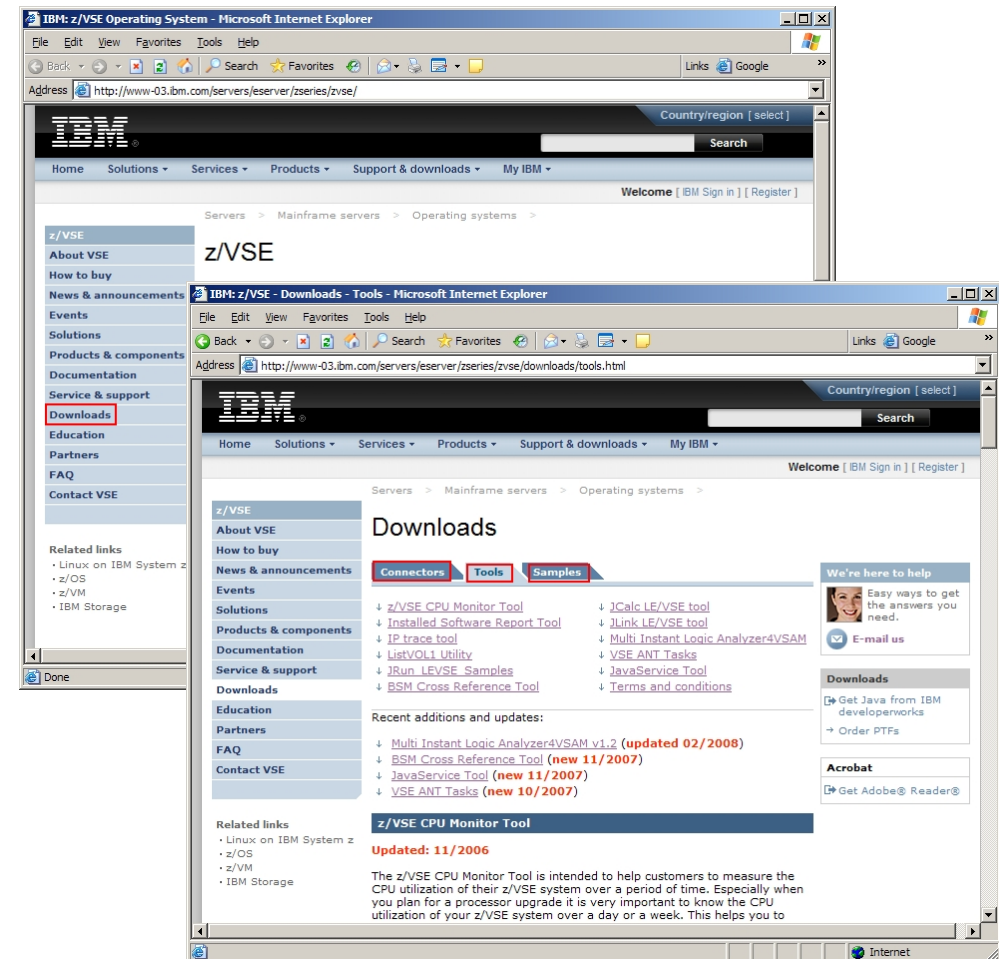 IBM: z/VSE Operating System - Microsoft Internet Explorer
File Edit View Favorites Tools Help
Back Search Favorites Links Google »
Address http://www-03.ibm.com/servers/eserver/zseries/zvse/
Country/region [ select ]
IBM®
Search
Home Solutions Services Products Support & downloads My IBM
Welcome [ IBM Sign in ] [ Register ]
Servers > Mainframe servers > Operating systems >
z/VSE
z/VSE
About VSE
How to buy
News & announcements
Events
Solutions
Products & components
Documentation
Service & support
Downloads
Education
Partners
FAQ
Contact VSE
Related links
· Linux on IBM System z
· z/OS
· z/VM
· IBM Storage
Done
IBM: z/VSE - Downloads - Tools - Microsoft Internet Explorer
File Edit View Favorites Tools Help
Back Search Favorites Links Google »
Address http://www-03.ibm.com/servers/eserver/zseries/zvse/downloads/tools.html
Country/region [ select ]
IBM®
Search
Home Solutions Services Products Support & downloads My IBM
Welcome [ IBM Sign in ] [ Register ]
Servers > Mainframe servers > Operating systems >
z/VSE
About VSE
How to buy
News & announcements
Events
Solutions
Products & components
Documentation
Service & support
Downloads
Education
Partners
FAQ
Contact VSE
Related links
· Linux on IBM System z
· z/OS
· z/VM
· IBM Storage
Downloads
Connectors Tools Samples
↓ z/VSE CPU Monitor Tool ↓ JCalc LE/VSE tool
↓ Installed Software Report Tool ↓ JLink LE/VSE tool
↓ IP trace tool ↓ Multi Instant Logic Analyzer4VSAM
↓ ListVOL1 Utility ↓ VSE ANT Tasks
↓ JRun LEVSE Samples ↓ JavaService Tool
↓ BSM Cross Reference Tool ↓ Terms and conditions
Recent additions and updates:
↓ Multi Instant Logic Analyzer4VSAM v1.2 (updated 02/2008)
↓ BSM Cross Reference Tool (new 11/2007)
↓ JavaService Tool (new 11/2007)
↓ VSE ANT Tasks (new 10/2007)
z/VSE CPU Monitor Tool
Updated: 11/2006
The z/VSE CPU Monitor Tool is intended to help customers to measure the
CPU utilization of their z/VSE system over a period of time. Especially when
you plan for a processor upgrade it is very important to know the CPU
utilization of your z/VSE system over a day or a week. This helps you to
We're here to help
Easy ways to get
the answers you
need.
E-mail us
Downloads
Get Java from IBM
developerworks
→ Order PTFs
Acrobat
Get Adobe® Reader®
Internet